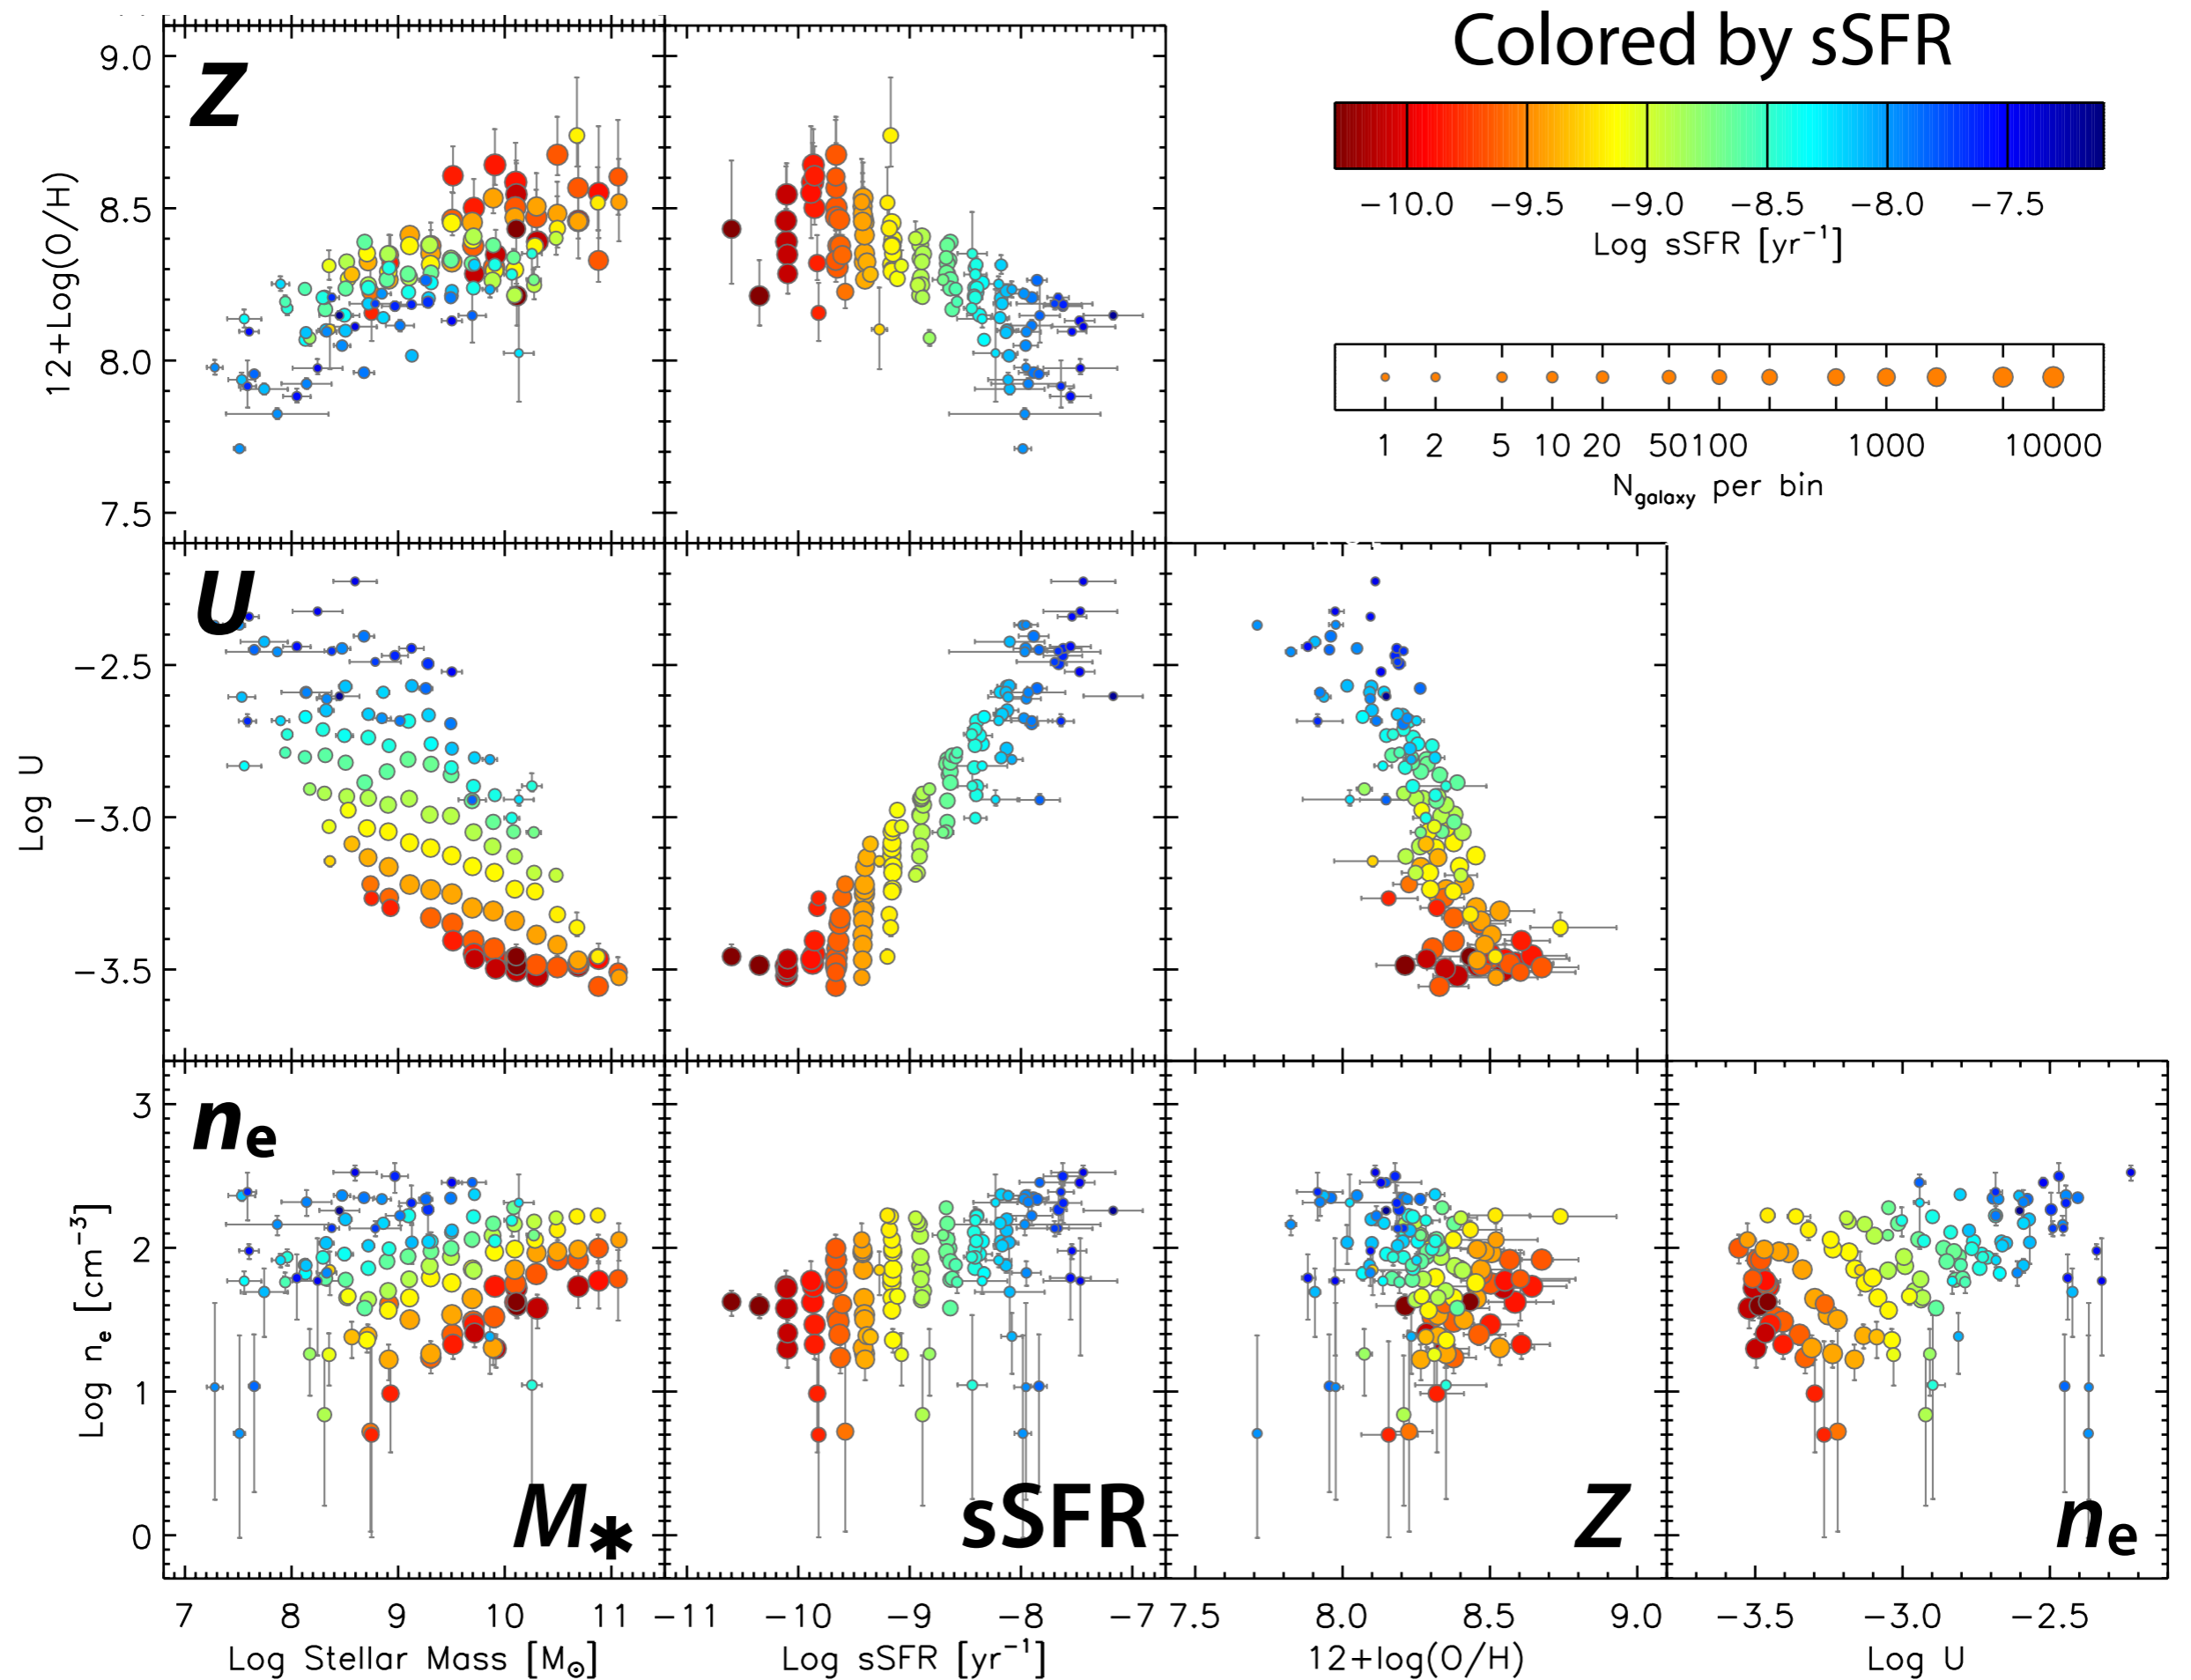 Colored by sSFR
Z
9.0
8.5
8.0
7.5
12+Log(O/H)
-10.0 -9.5 -9.0 -8.5 -8.0 -7.5
Log sSFR [yr⁻¹]
1 2 5 10 20 50 100 1000 10000
N_galaxy per bin
U
-2.5
-3.0
-3.5
Log U
n_e
3
2
1
0
Log n_e [cm⁻³]
M* sSFR Z n_e
7 8 9 10 11 -11 -10 -9 -8 -7 7.5 8.0 8.5 9.0 -3.5 -3.0 -2.5
Log Stellar Mass [M⊙] Log sSFR [yr⁻¹] 12+log(O/H) Log U